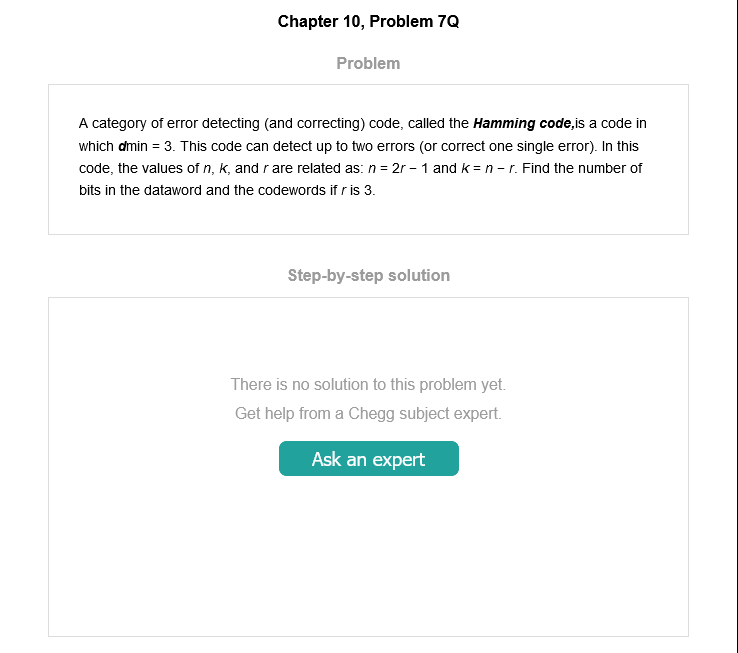 Chapter 10, Problem 7Q
Problem
A category of error detecting (and correcting) code, called the Hamming code,is a code in
which dmin = 3. This code can detect up to two errors (or correct one single error). In this
code, the values of n, k, and r are related as: n = 2r − 1 and k = n − r. Find the number of
bits in the dataword and the codewords if r is 3.
Step-by-step solution
There is no solution to this problem yet.
Get help from a Chegg subject expert.
Ask an expert